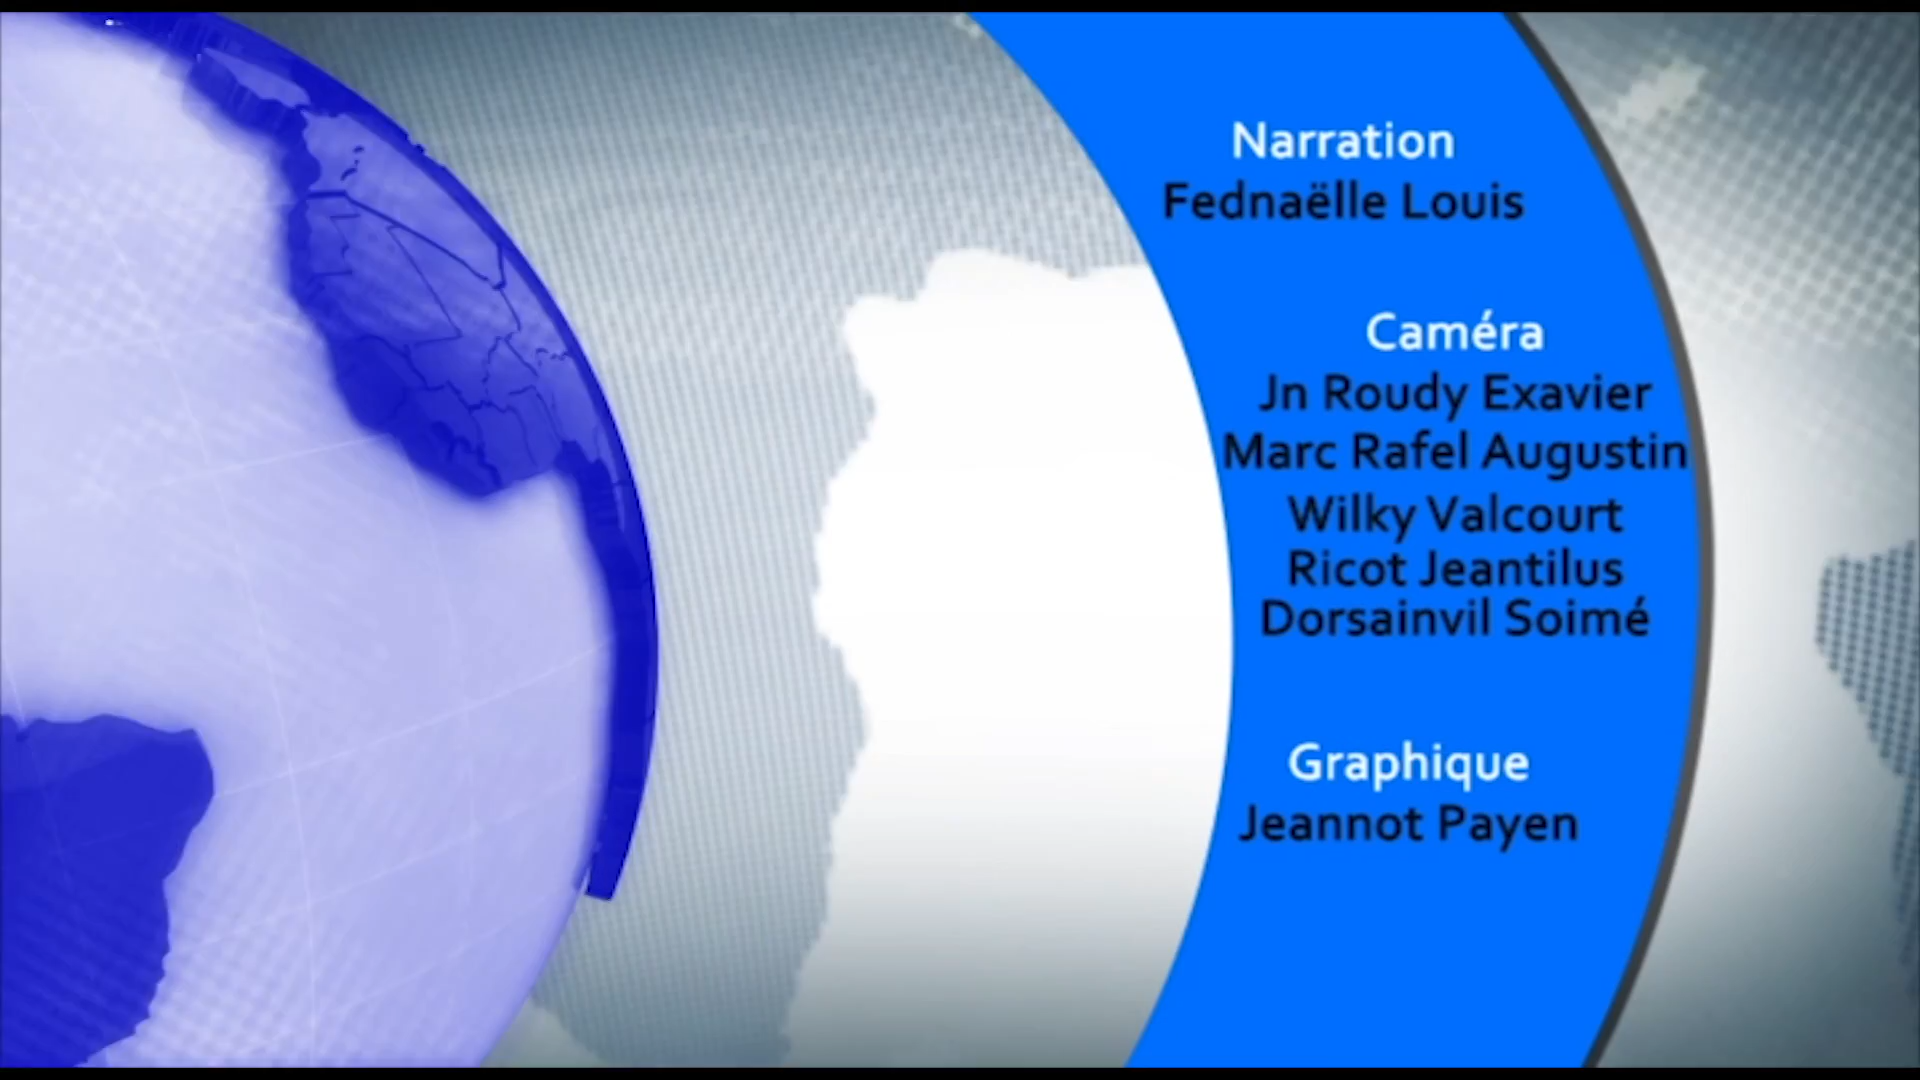 Narration
Fednaëlle Louis
Caméra
Jn Roudy Exavier
Marc Rafel Augustin
Wilky Valcourt
Ricot Jeantilus
Dorsainvil Soimé
Graphique
Jeannot Payen